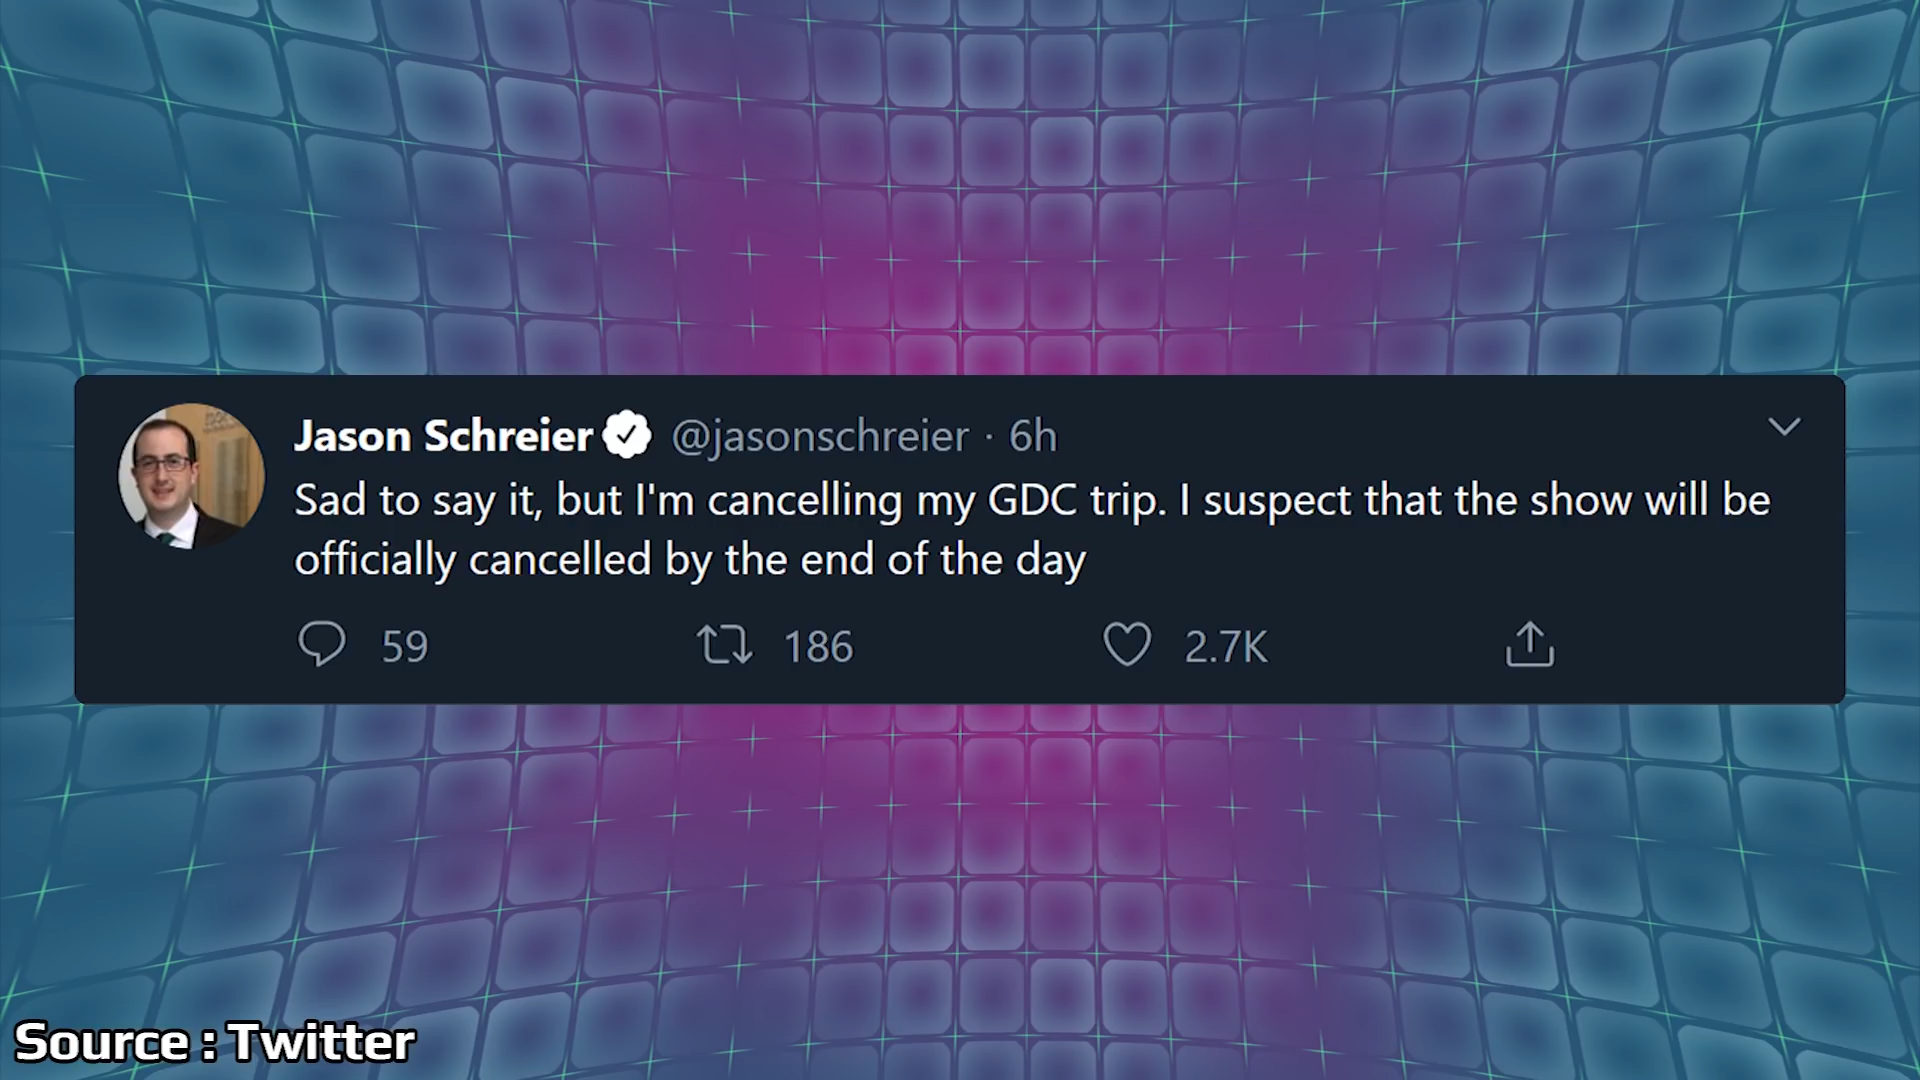 Jason Schreier @jasonschreier · 6h
Sad to say it, but I'm cancelling my GDC trip. I suspect that the show will be
officially cancelled by the end of the day
59 186 2.7K
Source : Twitter